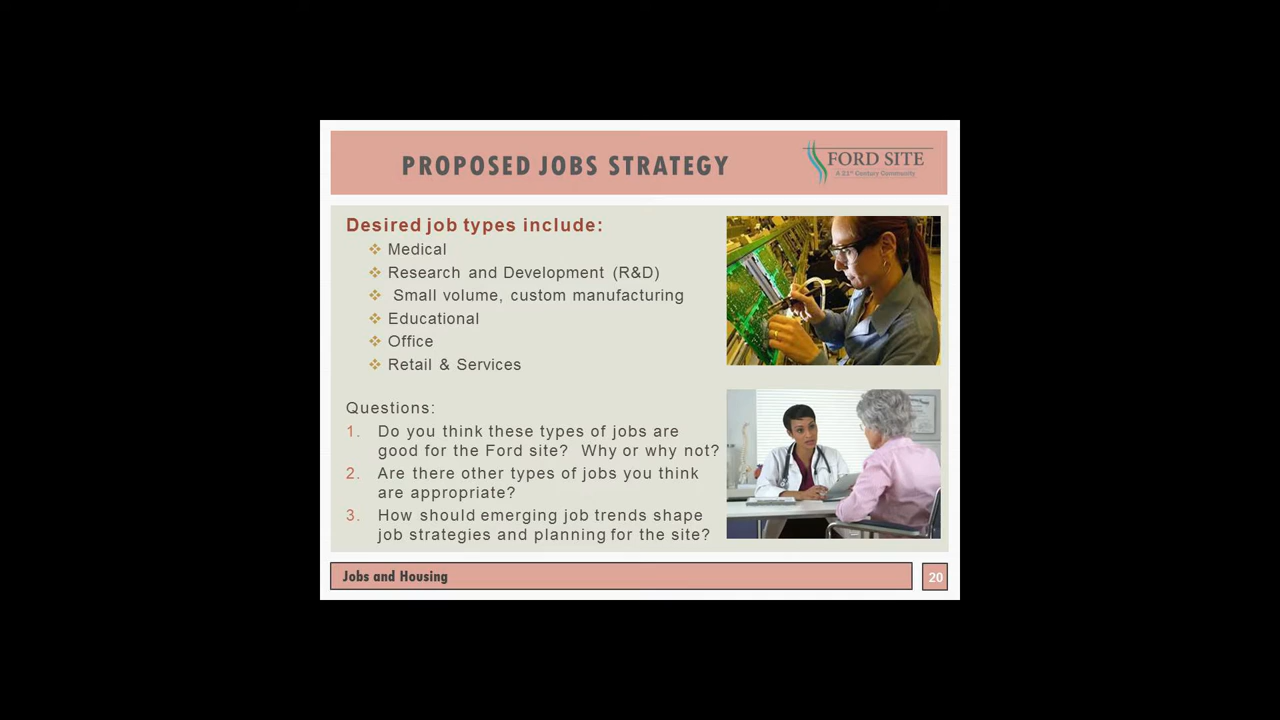 PROPOSED JOBS STRATEGY
FORD SITE
A 21st Century Community
Desired job types include:
❖ Medical
❖ Research and Development (R&D)
❖ Small volume, custom manufacturing
❖ Educational
❖ Office
❖ Retail & Services
Questions:
1. Do you think these types of jobs are
good for the Ford site? Why or why not?
2. Are there other types of jobs you think
are appropriate?
3. How should emerging job trends shape
job strategies and planning for the site?
Jobs and Housing
20